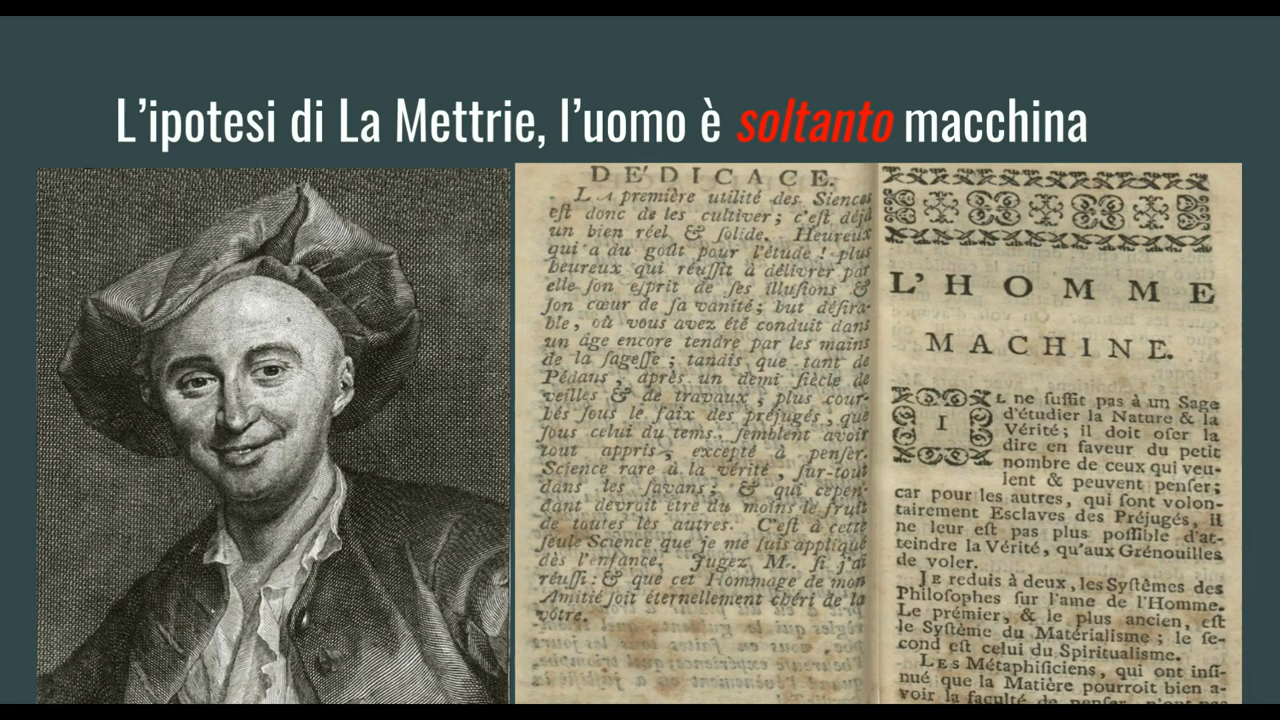 L'ipotesi di La Mettrie, l'uomo è soltanto macchina
DE'DICACE.
LA première utilité des Siences
est donc de les cultiver; c'est déjà
un bien réel & solide. Heureux
qui a du goût pour l'étude! plus
heureux qui réussit à délivrer par
elle son esprit de ses illusions &
son cœur de sa vanité; but désira-
ble, où vous avez été conduit dans
un âge encore tendre par les mains
de la sagesse; tandis que tant de
Pédans, après un demi siècle de
veilles & de travaux, plus cour-
bés sous le faix des préjugés, que
sous celui du tems, semblent avoir
tout appris, excepté à penser.
Science rare à la vérité, sur-tout
dans les savans; & qui cepen-
dant devroit être du moins le fruit
de toutes les autres. C'est à cette
seule Science que je me suis appliqué
dès l'enfance. Jugez M. si j'ai
réussi: & que cet Hommage de mon
Amitié soit éternellement chéri de la
vôtre.
L'HOMME
MACHINE.
IL ne suffit pas à un Sage
d'étudier la Nature & la
Vérité; il doit oser la
dire en faveur du petit
nombre de ceux qui veu-
lent & peuvent penser;
car pour les autres, qui sont volon-
tairement Esclaves des Préjugés, il
ne leur est pas plus possible d'at-
teindre la Vérité, qu'aux Grénouilles
de voler.
JE reduis à deux, les Systêmes des
Philosophes sur l'ame de l'Homme.
Le prémier, & le plus ancien, est
le Systême du Matérialisme; le se-
cond est celui du Spiritualisme.
LES Métaphisiciens, qui ont insi-
nué que la Matière pourroit bien a-
voir la faculté de penser, n'ont pas